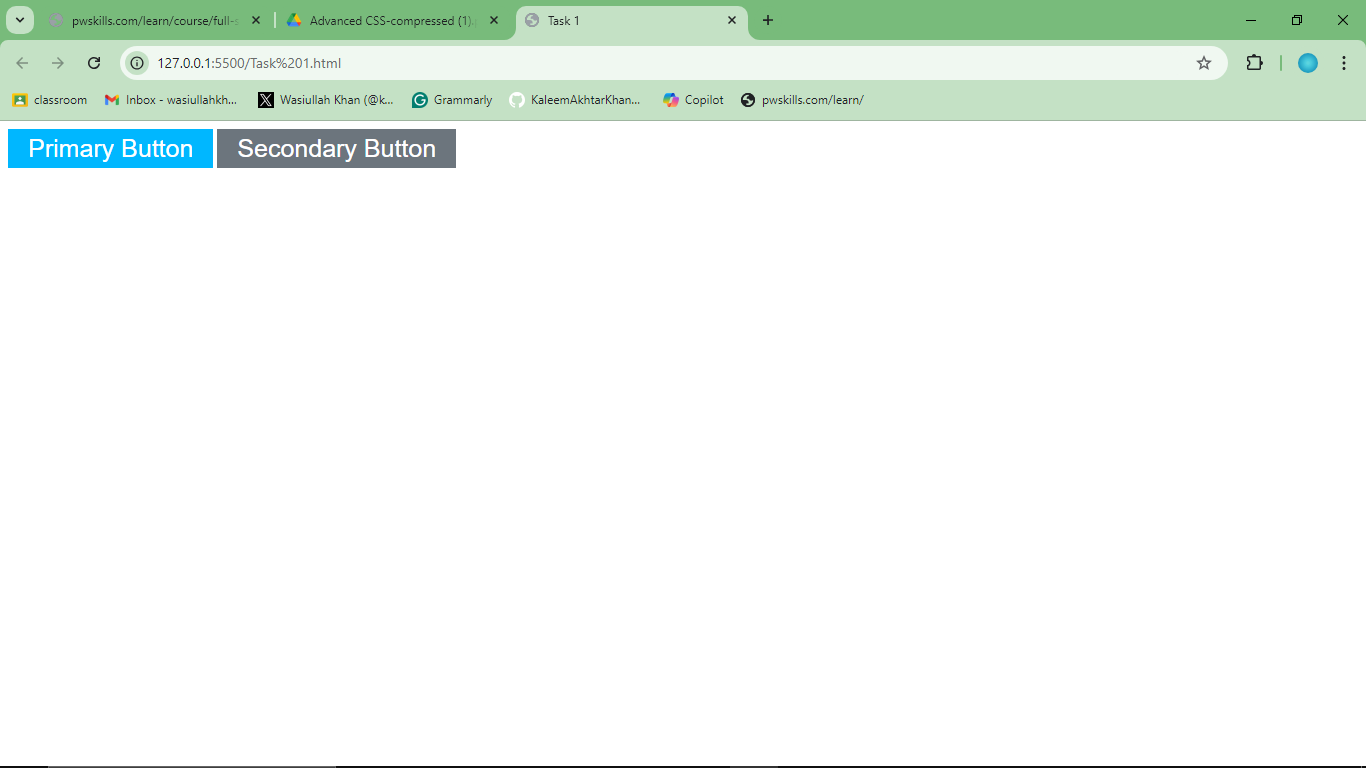 pwskills.com/learn/course/full-s
Advanced CSS-compressed (1).
Task 1
127.0.0.1:5500/Task%201.html
classroom
Inbox - wasiullahkh...
Wasiullah Khan (@k...
Grammarly
KaleemAkhtarKhan...
Copilot
pwskills.com/learn/
Primary Button Secondary Button